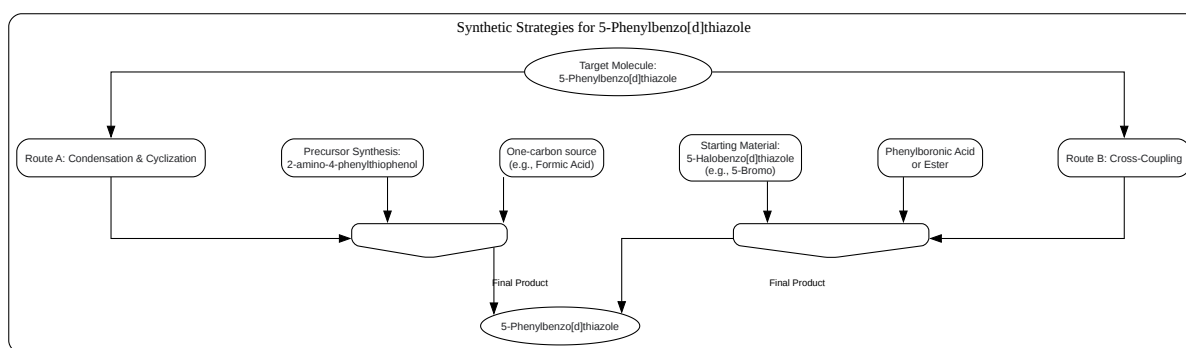 Synthetic Strategies for 5-Phenylbenzo[d]thiazole
Target Molecule:
5-Phenylbenzo[d]thiazole
Route A: Condensation & Cyclization
Precursor Synthesis:
2-amino-4-phenylthiophenol
One-carbon source
(e.g., Formic Acid)
Starting Material:
5-Halobenzo[d]thiazole
(e.g., 5-Bromo)
Phenylboronic Acid
or Ester
Route B: Cross-Coupling
Final Product
Final Product
5-Phenylbenzo[d]thiazole